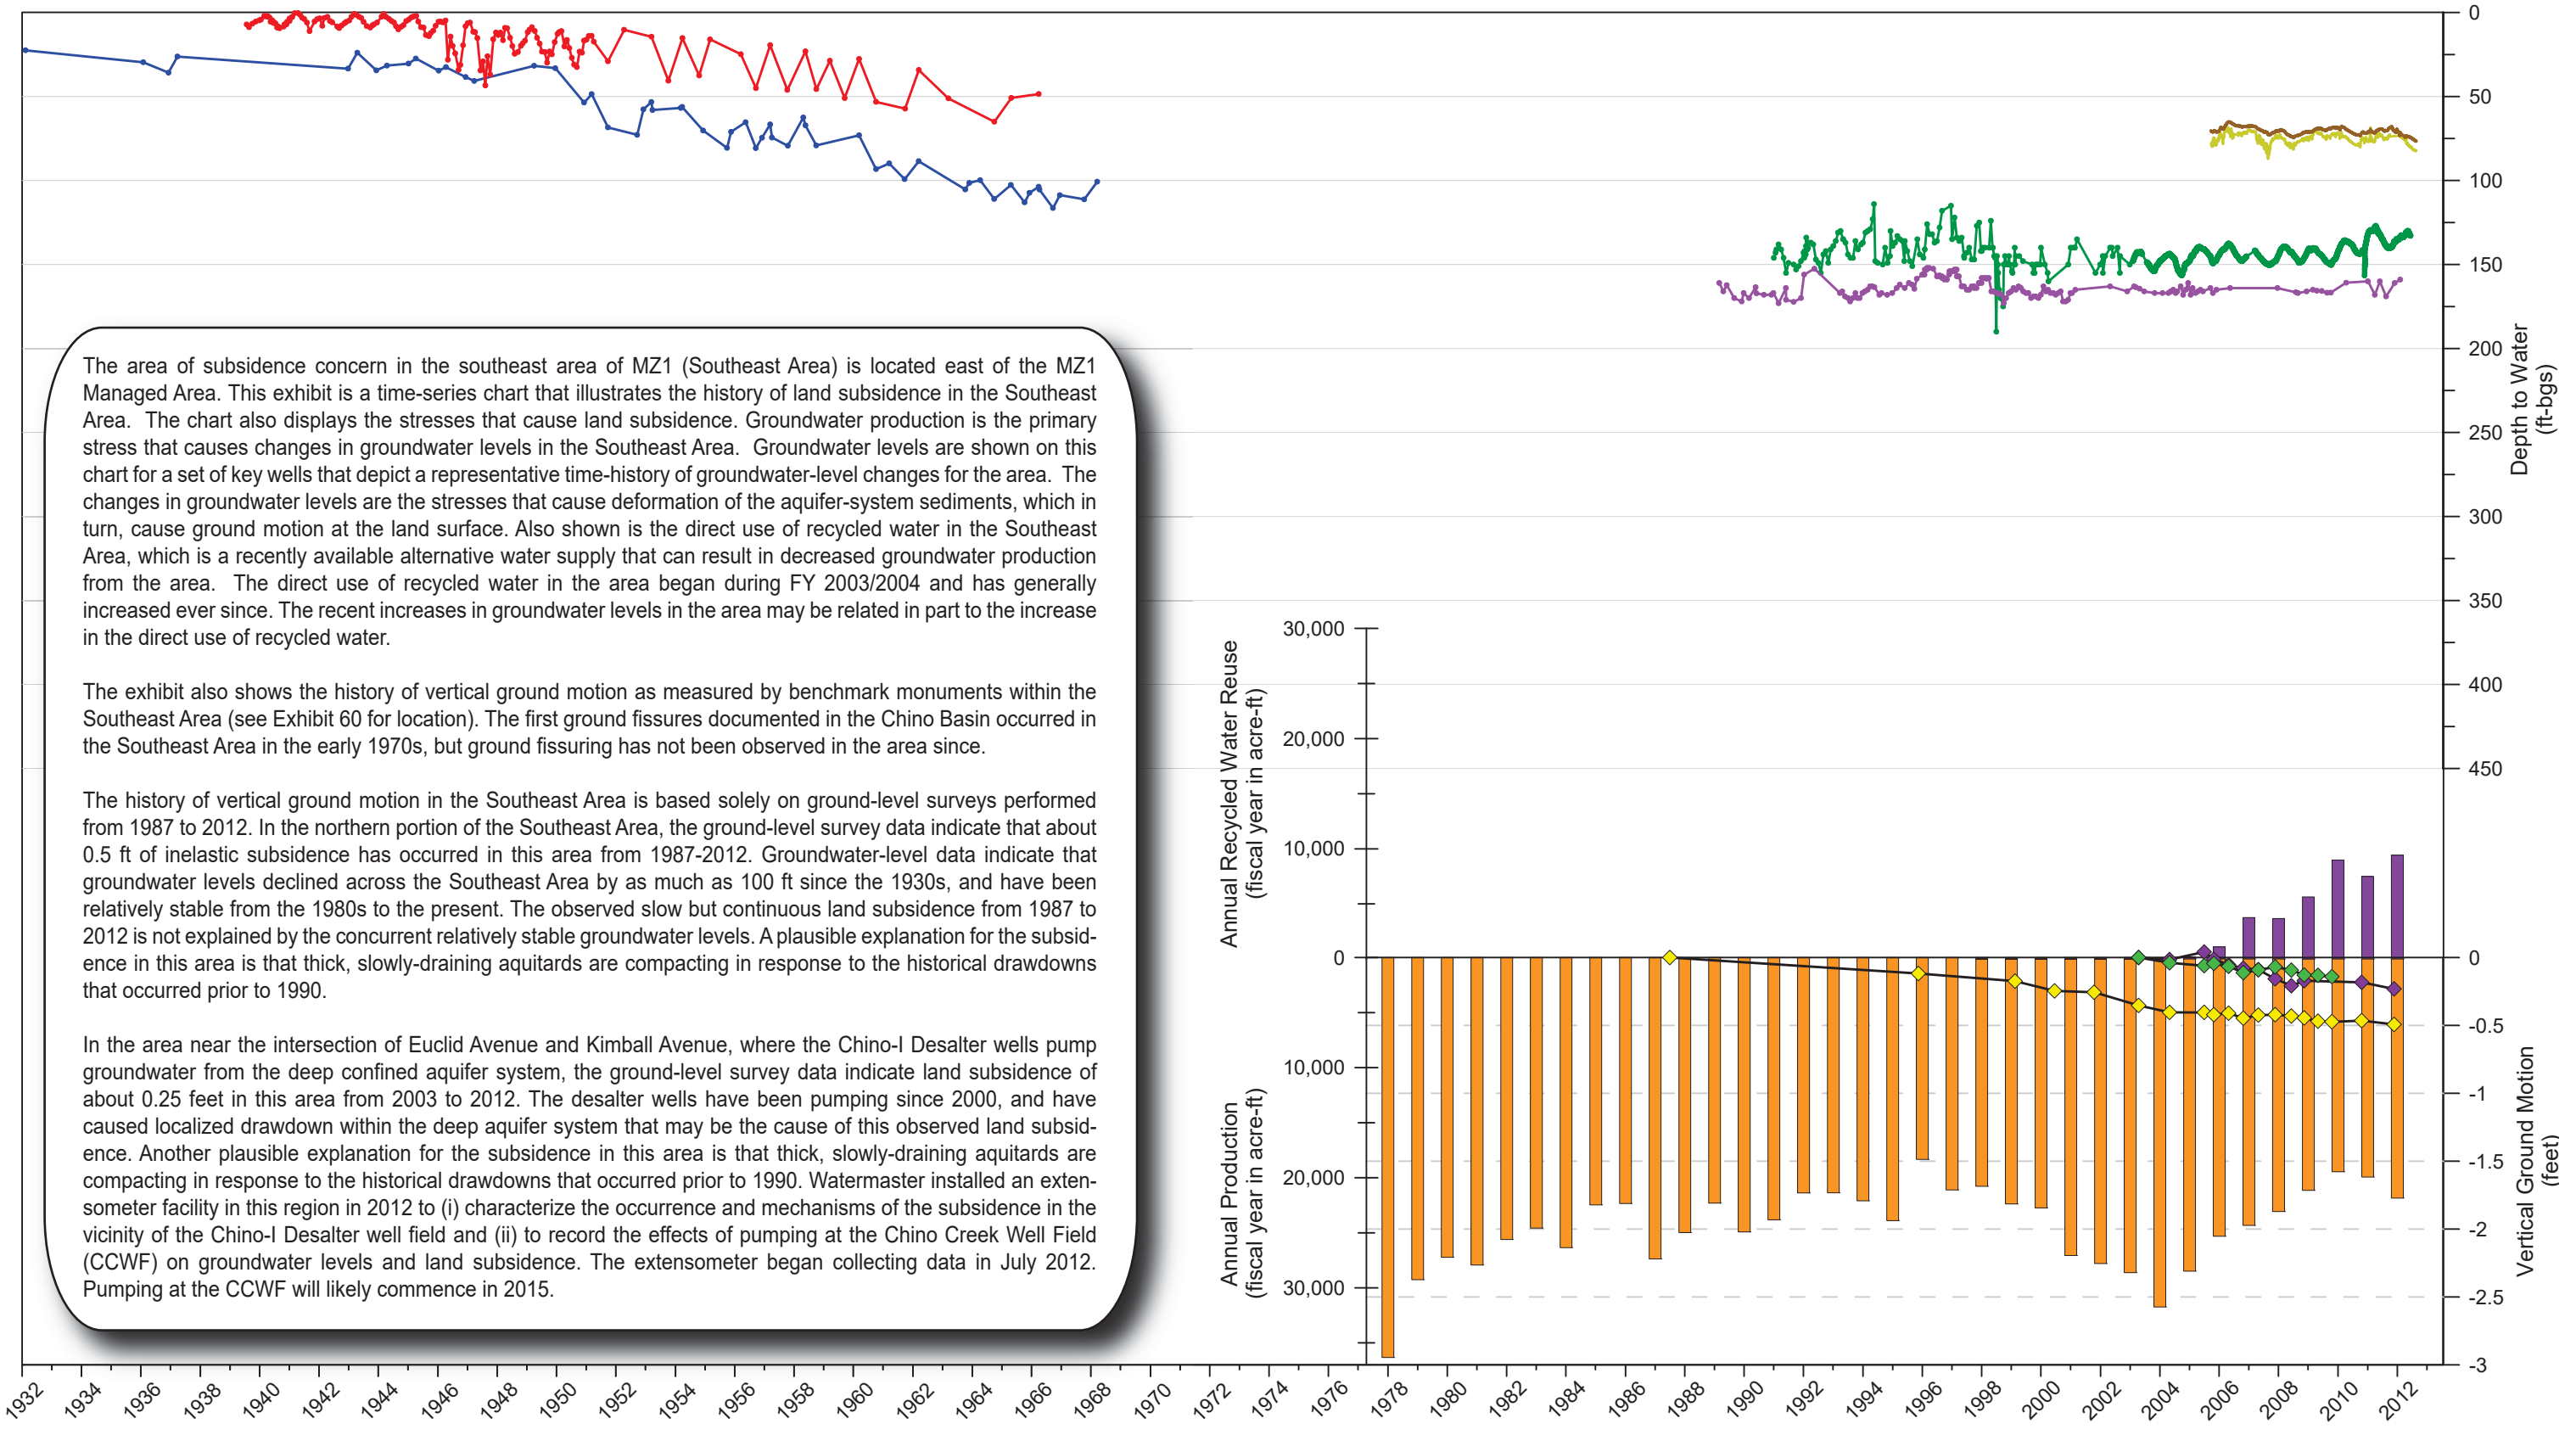 0
50
100
150
200
250
300
350
400
450
Depth to Water
(ft-bgs)
The area of subsidence concern in the southeast area of MZ1 (Southeast Area) is located east of the MZ1
Managed Area. This exhibit is a time-series chart that illustrates the history of land subsidence in the Southeast
Area.  The chart also displays the stresses that cause land subsidence. Groundwater production is the primary
stress that causes changes in groundwater levels in the Southeast Area.  Groundwater levels are shown on this
chart for a set of key wells that depict a representative time-history of groundwater-level changes for the area.  The
changes in groundwater levels are the stresses that cause deformation of the aquifer-system sediments, which in
turn, cause ground motion at the land surface. Also shown is the direct use of recycled water in the Southeast
Area, which is a recently available alternative water supply that can result in decreased groundwater production
from the area.  The direct use of recycled water in the area began during FY 2003/2004 and has generally
increased ever since. The recent increases in groundwater levels in the area may be related in part to the increase
in the direct use of recycled water.
The exhibit also shows the history of vertical ground motion as measured by benchmark monuments within the
Southeast Area (see Exhibit 60 for location). The first ground fissures documented in the Chino Basin occurred in
the Southeast Area in the early 1970s, but ground fissuring has not been observed in the area since.
The history of vertical ground motion in the Southeast Area is based solely on ground-level surveys performed
from 1987 to 2012. In the northern portion of the Southeast Area, the ground-level survey data indicate that about
0.5 ft of inelastic subsidence has occurred in this area from 1987-2012. Groundwater-level data indicate that
groundwater levels declined across the Southeast Area by as much as 100 ft since the 1930s, and have been
relatively stable from the 1980s to the present. The observed slow but continuous land subsidence from 1987 to
2012 is not explained by the concurrent relatively stable groundwater levels. A plausible explanation for the subsid-
ence in this area is that thick, slowly-draining aquitards are compacting in response to the historical drawdowns
that occurred prior to 1990.
In the area near the intersection of Euclid Avenue and Kimball Avenue, where the Chino-I Desalter wells pump
groundwater from the deep confined aquifer system, the ground-level survey data indicate land subsidence of
about 0.25 feet in this area from 2003 to 2012. The desalter wells have been pumping since 2000, and have
caused localized drawdown within the deep aquifer system that may be the cause of this observed land subsid-
ence. Another plausible explanation for the subsidence in this area is that thick, slowly-draining aquitards are
compacting in response to the historical drawdowns that occurred prior to 1990. Watermaster installed an exten-
someter facility in this region in 2012 to (i) characterize the occurrence and mechanisms of the subsidence in the
vicinity of the Chino-I Desalter well field and (ii) to record the effects of pumping at the Chino Creek Well Field
(CCWF) on groundwater levels and land subsidence. The extensometer began collecting data in July 2012.
Pumping at the CCWF will likely commence in 2015.
Annual Recycled Water Reuse
(fiscal year in acre-ft)
30,000
20,000
10,000
0
Annual Production
(fiscal year in acre-ft)
10,000
20,000
30,000
0
-0.5
-1
-1.5
-2
-2.5
-3
Vertical Ground Motion
(feet)
1932 1934 1936 1938 1940 1942 1944 1946 1948 1950 1952 1954 1956 1958 1960 1962 1964 1966 1968 1970 1972 1974 1976 1978 1980 1982 1984 1986 1988 1990 1992 1994 1996 1998 2000 2002 2004 2006 2008 2010 2012